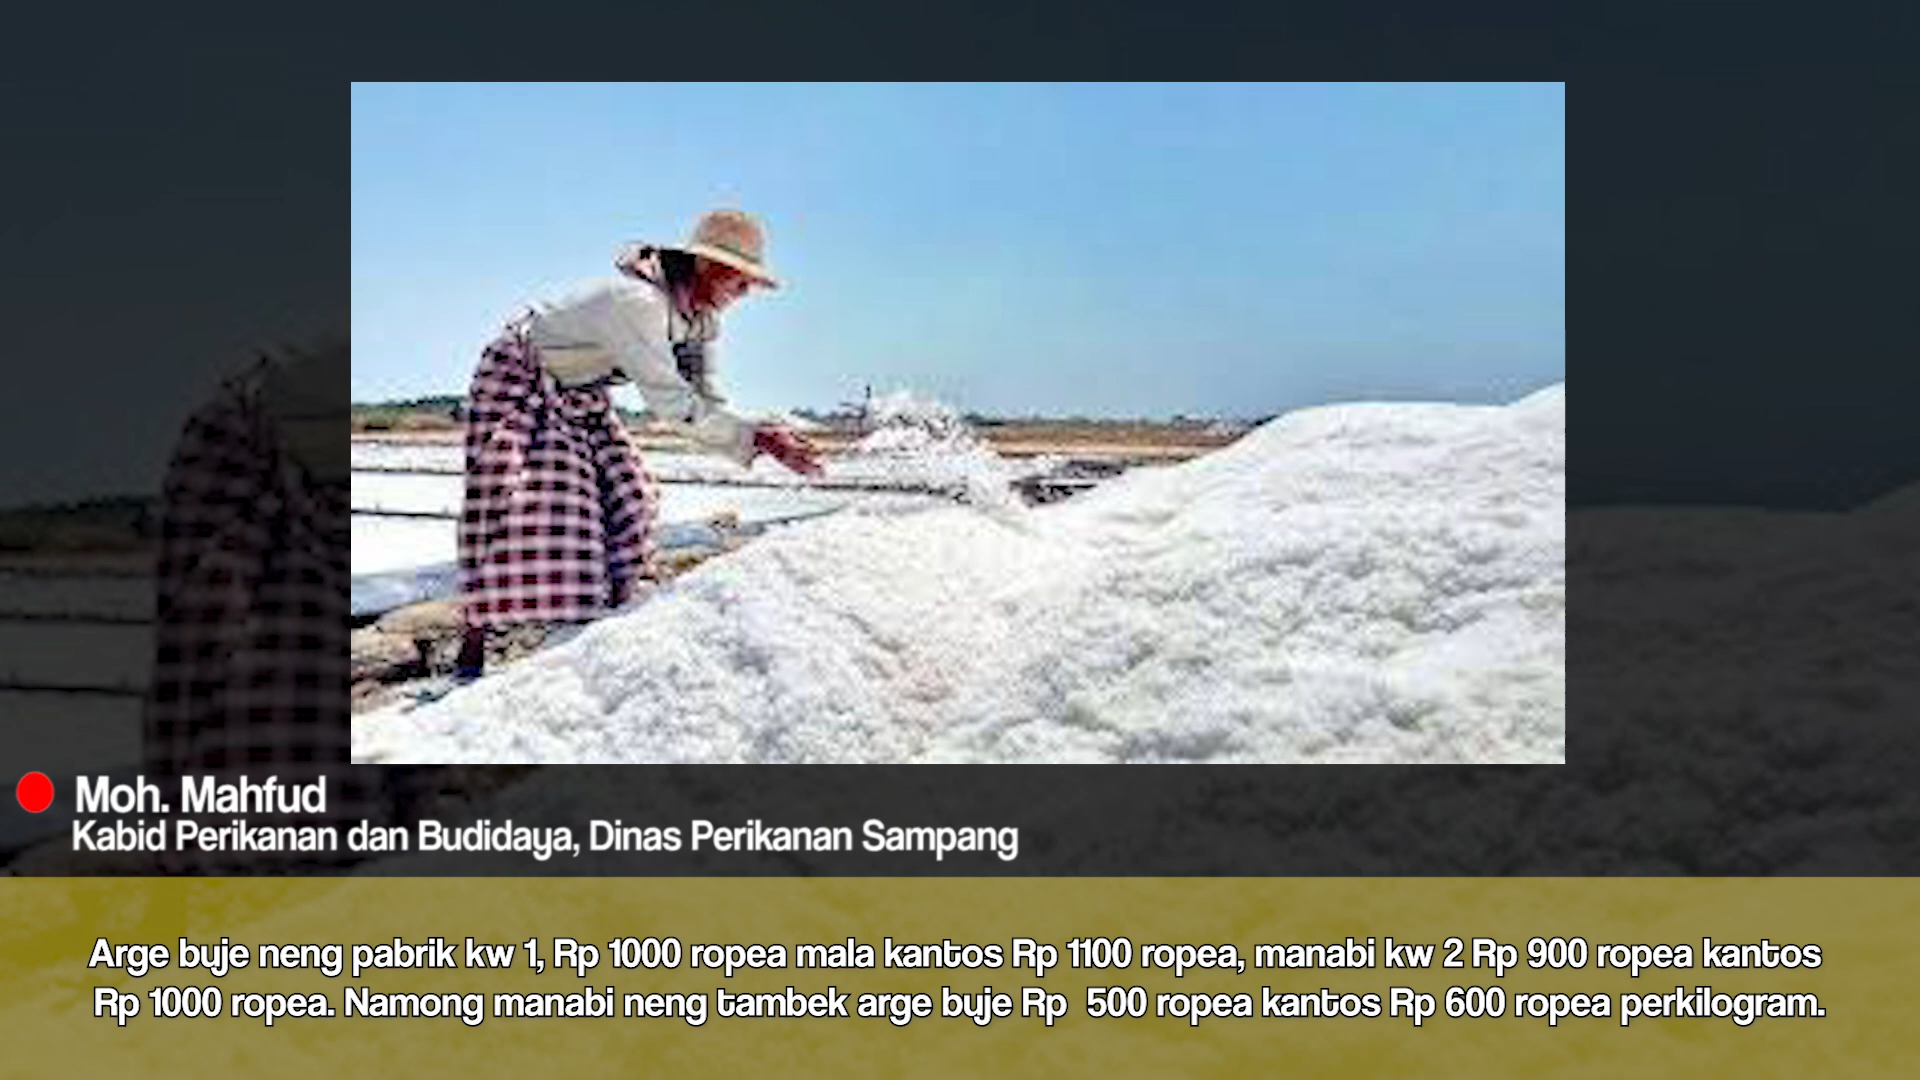 Moh. Mahfud
Kabid Perikanan dan Budidaya, Dinas Perikanan Sampang
Arge buje neng pabrik kw 1, Rp 1000 ropea mala kantos Rp 1100 ropea, manabi kw 2 Rp 900 ropea kantos
Rp 1000 ropea. Namong manabi neng tambek arge buje Rp 500 ropea kantos Rp 600 ropea perkilogram.